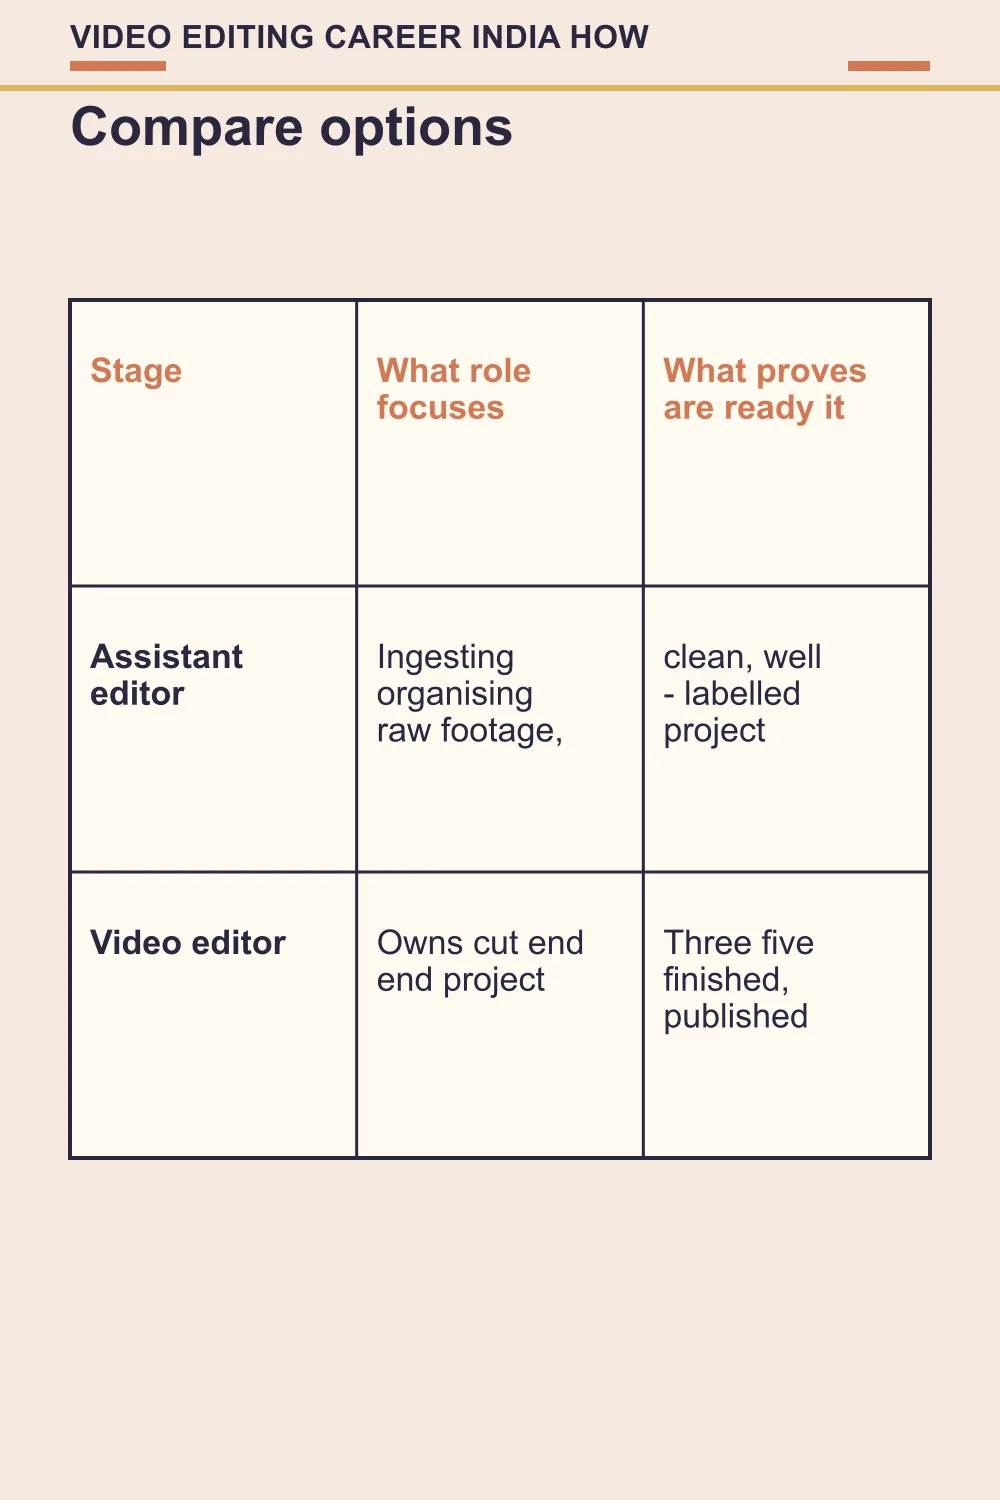 VIDEO EDITING CAREER INDIA HOW
Compare options
Stage
What role
focuses
What proves
are ready it
Assistant
editor
Ingesting
organising
raw footage,
clean, well
- labelled
project
Video editor
Owns cut end
end project
Three five
finished,
published